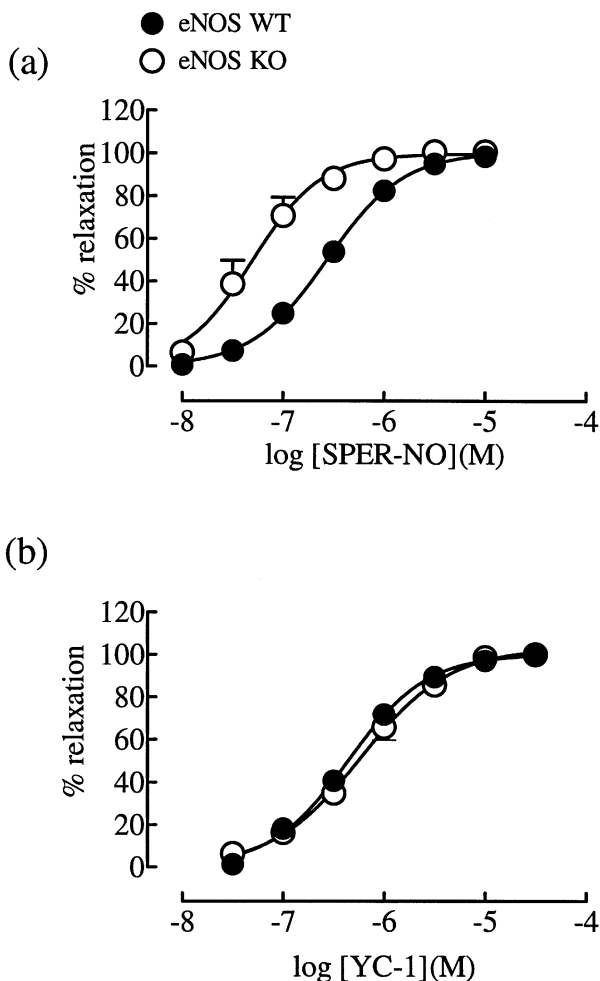 eNOS WT
eNOS KO
(a)
120
100
80
60
40
20
0
% relaxation
-8 -7 -6 -5 -4
log [SPER-NO](M)
(b)
120
100
80
60
40
20
0
% relaxation
-8 -7 -6 -5 -4
log [YC-1](M)